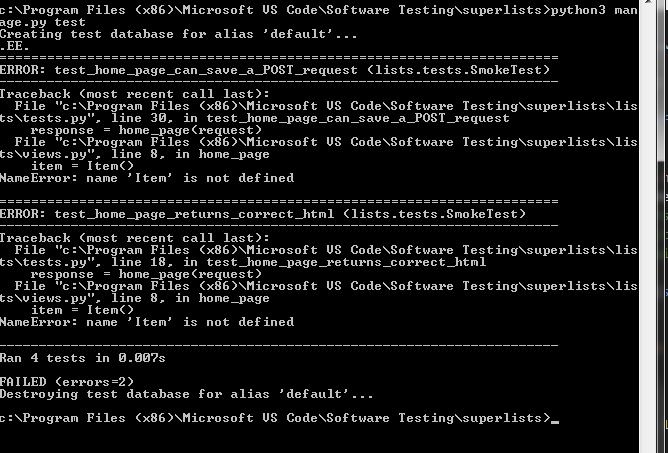 c:\Program Files (x86)\Microsoft VS Code\Software Testing\superlists>python3 man
age.py test
Creating test database for alias 'default'...
.EE.
======================================================================
ERROR: test_home_page_can_save_a_POST_request (lists.tests.SmokeTest)
----------------------------------------------------------------------
Traceback (most recent call last):
  File "c:\Program Files (x86)\Microsoft VS Code\Software Testing\superlists\lis
ts\tests.py", line 30, in test_home_page_can_save_a_POST_request
    response = home_page(request)
  File "c:\Program Files (x86)\Microsoft VS Code\Software Testing\superlists\lis
ts\views.py", line 8, in home_page
    item = Item()
NameError: name 'Item' is not defined
======================================================================
ERROR: test_home_page_returns_correct_html (lists.tests.SmokeTest)
----------------------------------------------------------------------
Traceback (most recent call last):
  File "c:\Program Files (x86)\Microsoft VS Code\Software Testing\superlists\lis
ts\tests.py", line 18, in test_home_page_returns_correct_html
    response = home_page(request)
  File "c:\Program Files (x86)\Microsoft VS Code\Software Testing\superlists\lis
ts\views.py", line 8, in home_page
    item = Item()
NameError: name 'Item' is not defined
----------------------------------------------------------------------
Ran 4 tests in 0.007s
FAILED (errors=2)
Destroying test database for alias 'default'...
c:\Program Files (x86)\Microsoft VS Code\Software Testing\superlists>_